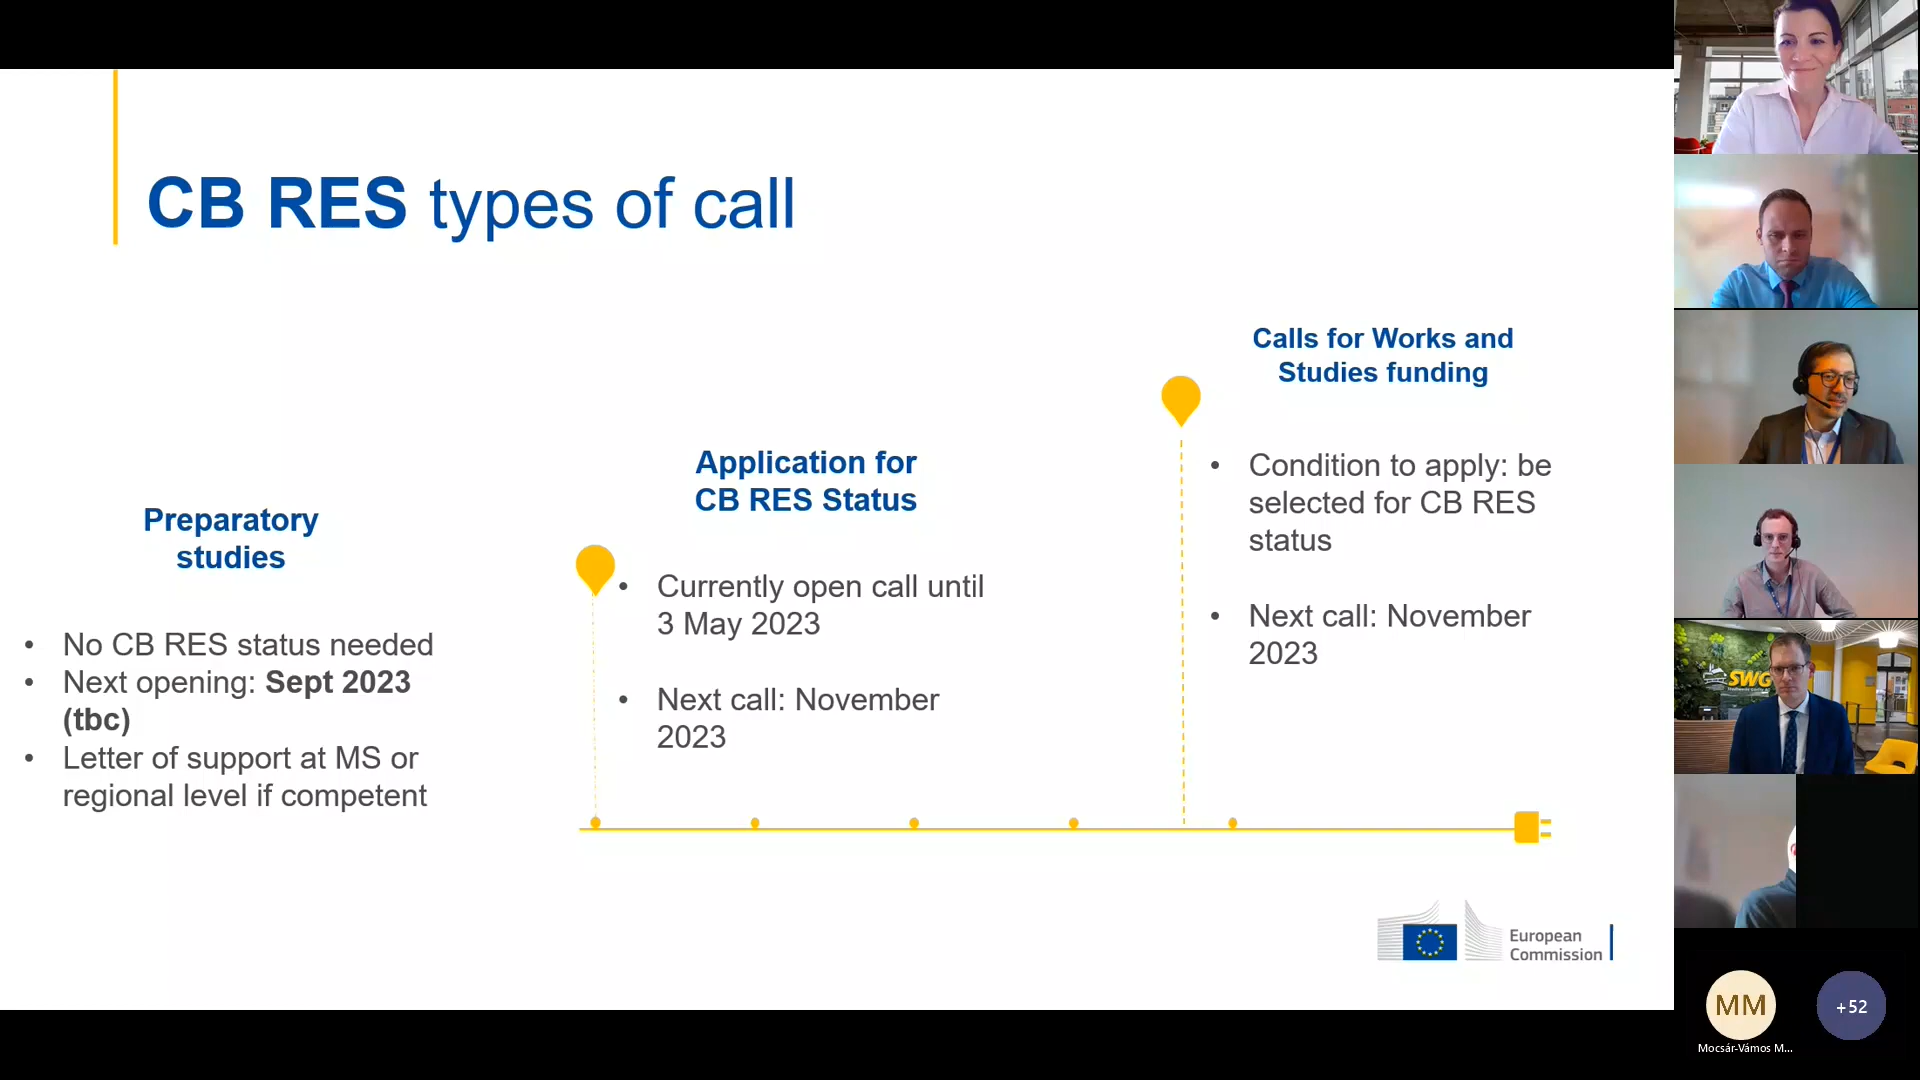 CB RES types of call
Preparatory
studies
• No CB RES status needed
• Next opening: Sept 2023
(tbc)
• Letter of support at MS or
regional level if competent
Application for
CB RES Status
• Currently open call until
3 May 2023
• Next call: November
2023
Calls for Works and
Studies funding
• Condition to apply: be
selected for CB RES
status
• Next call: November
2023
European
Commission
SWG
MM
+52
Mocsár-Vámos M...